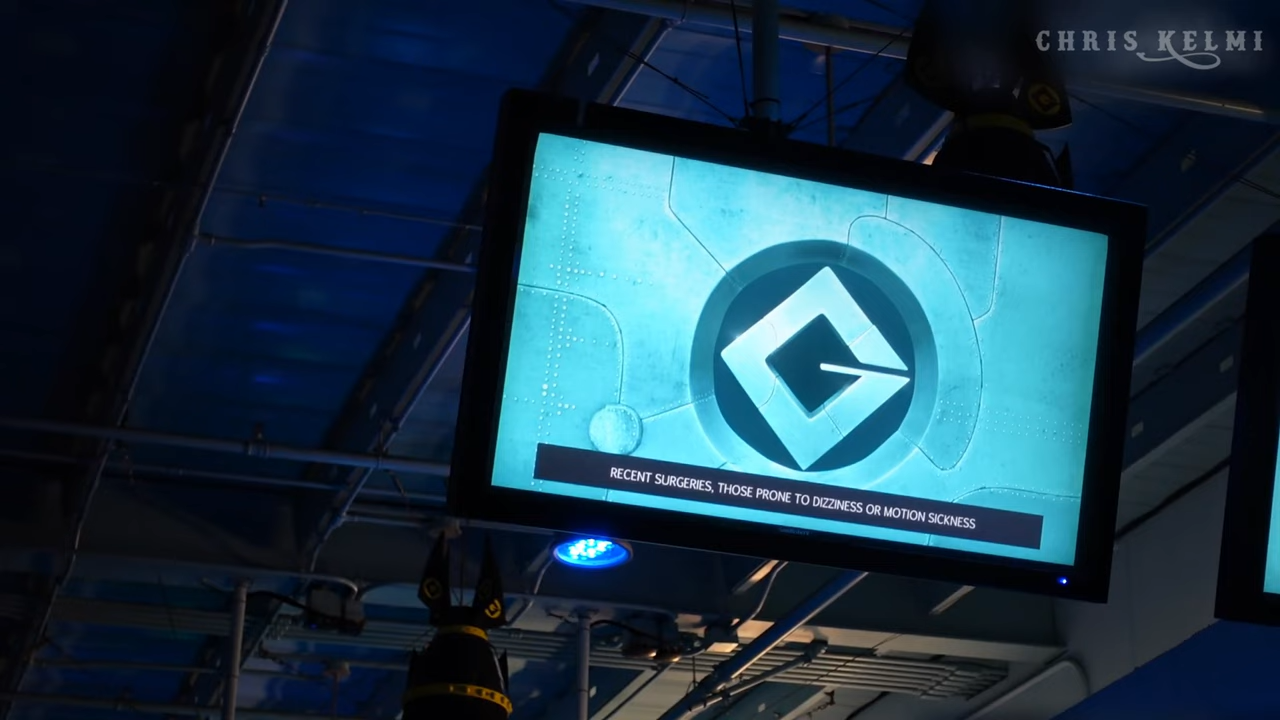 CHRIS KELMI
RECENT SURGERIES, THOSE PRONE TO DIZZINESS OR MOTION SICKNESS